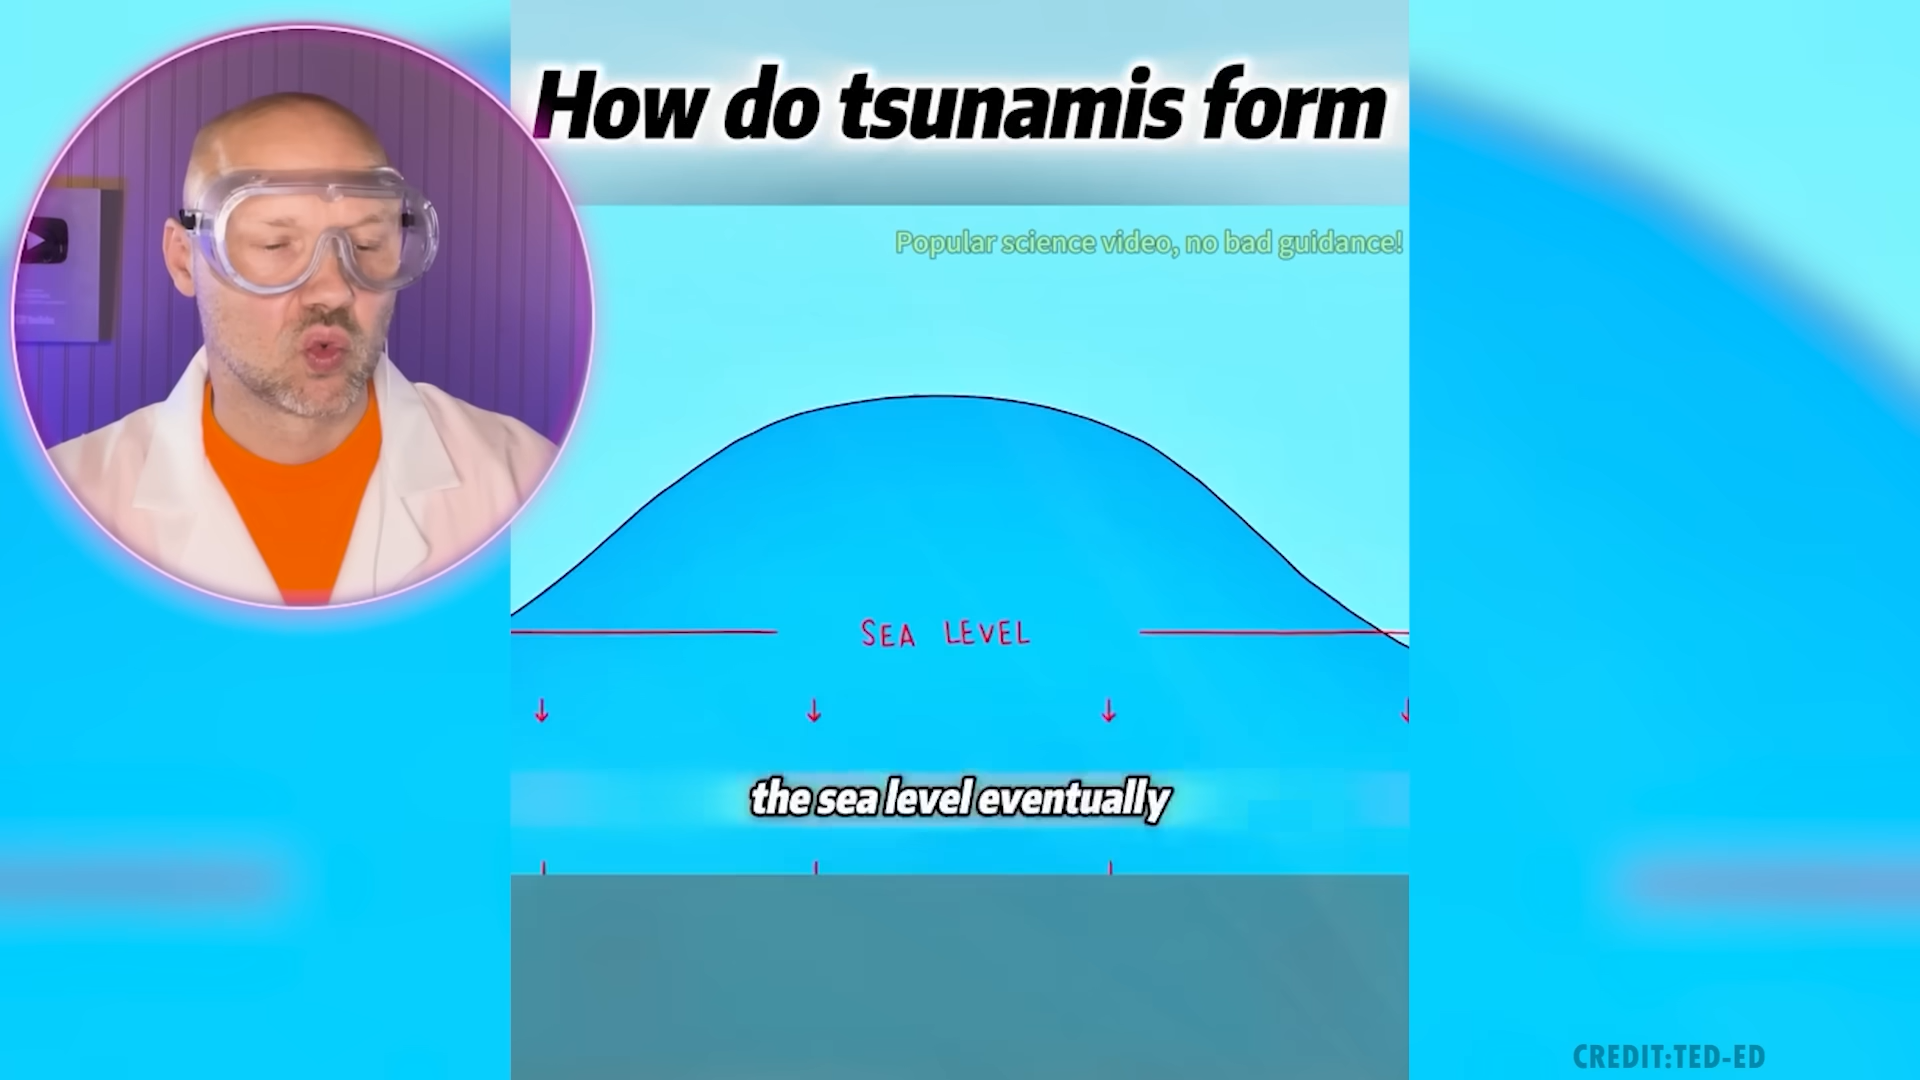 How do tsunamis form
Popular science video, no bad guidance!
SEA LEVEL
the sea level eventually
CREDIT:TED-ED